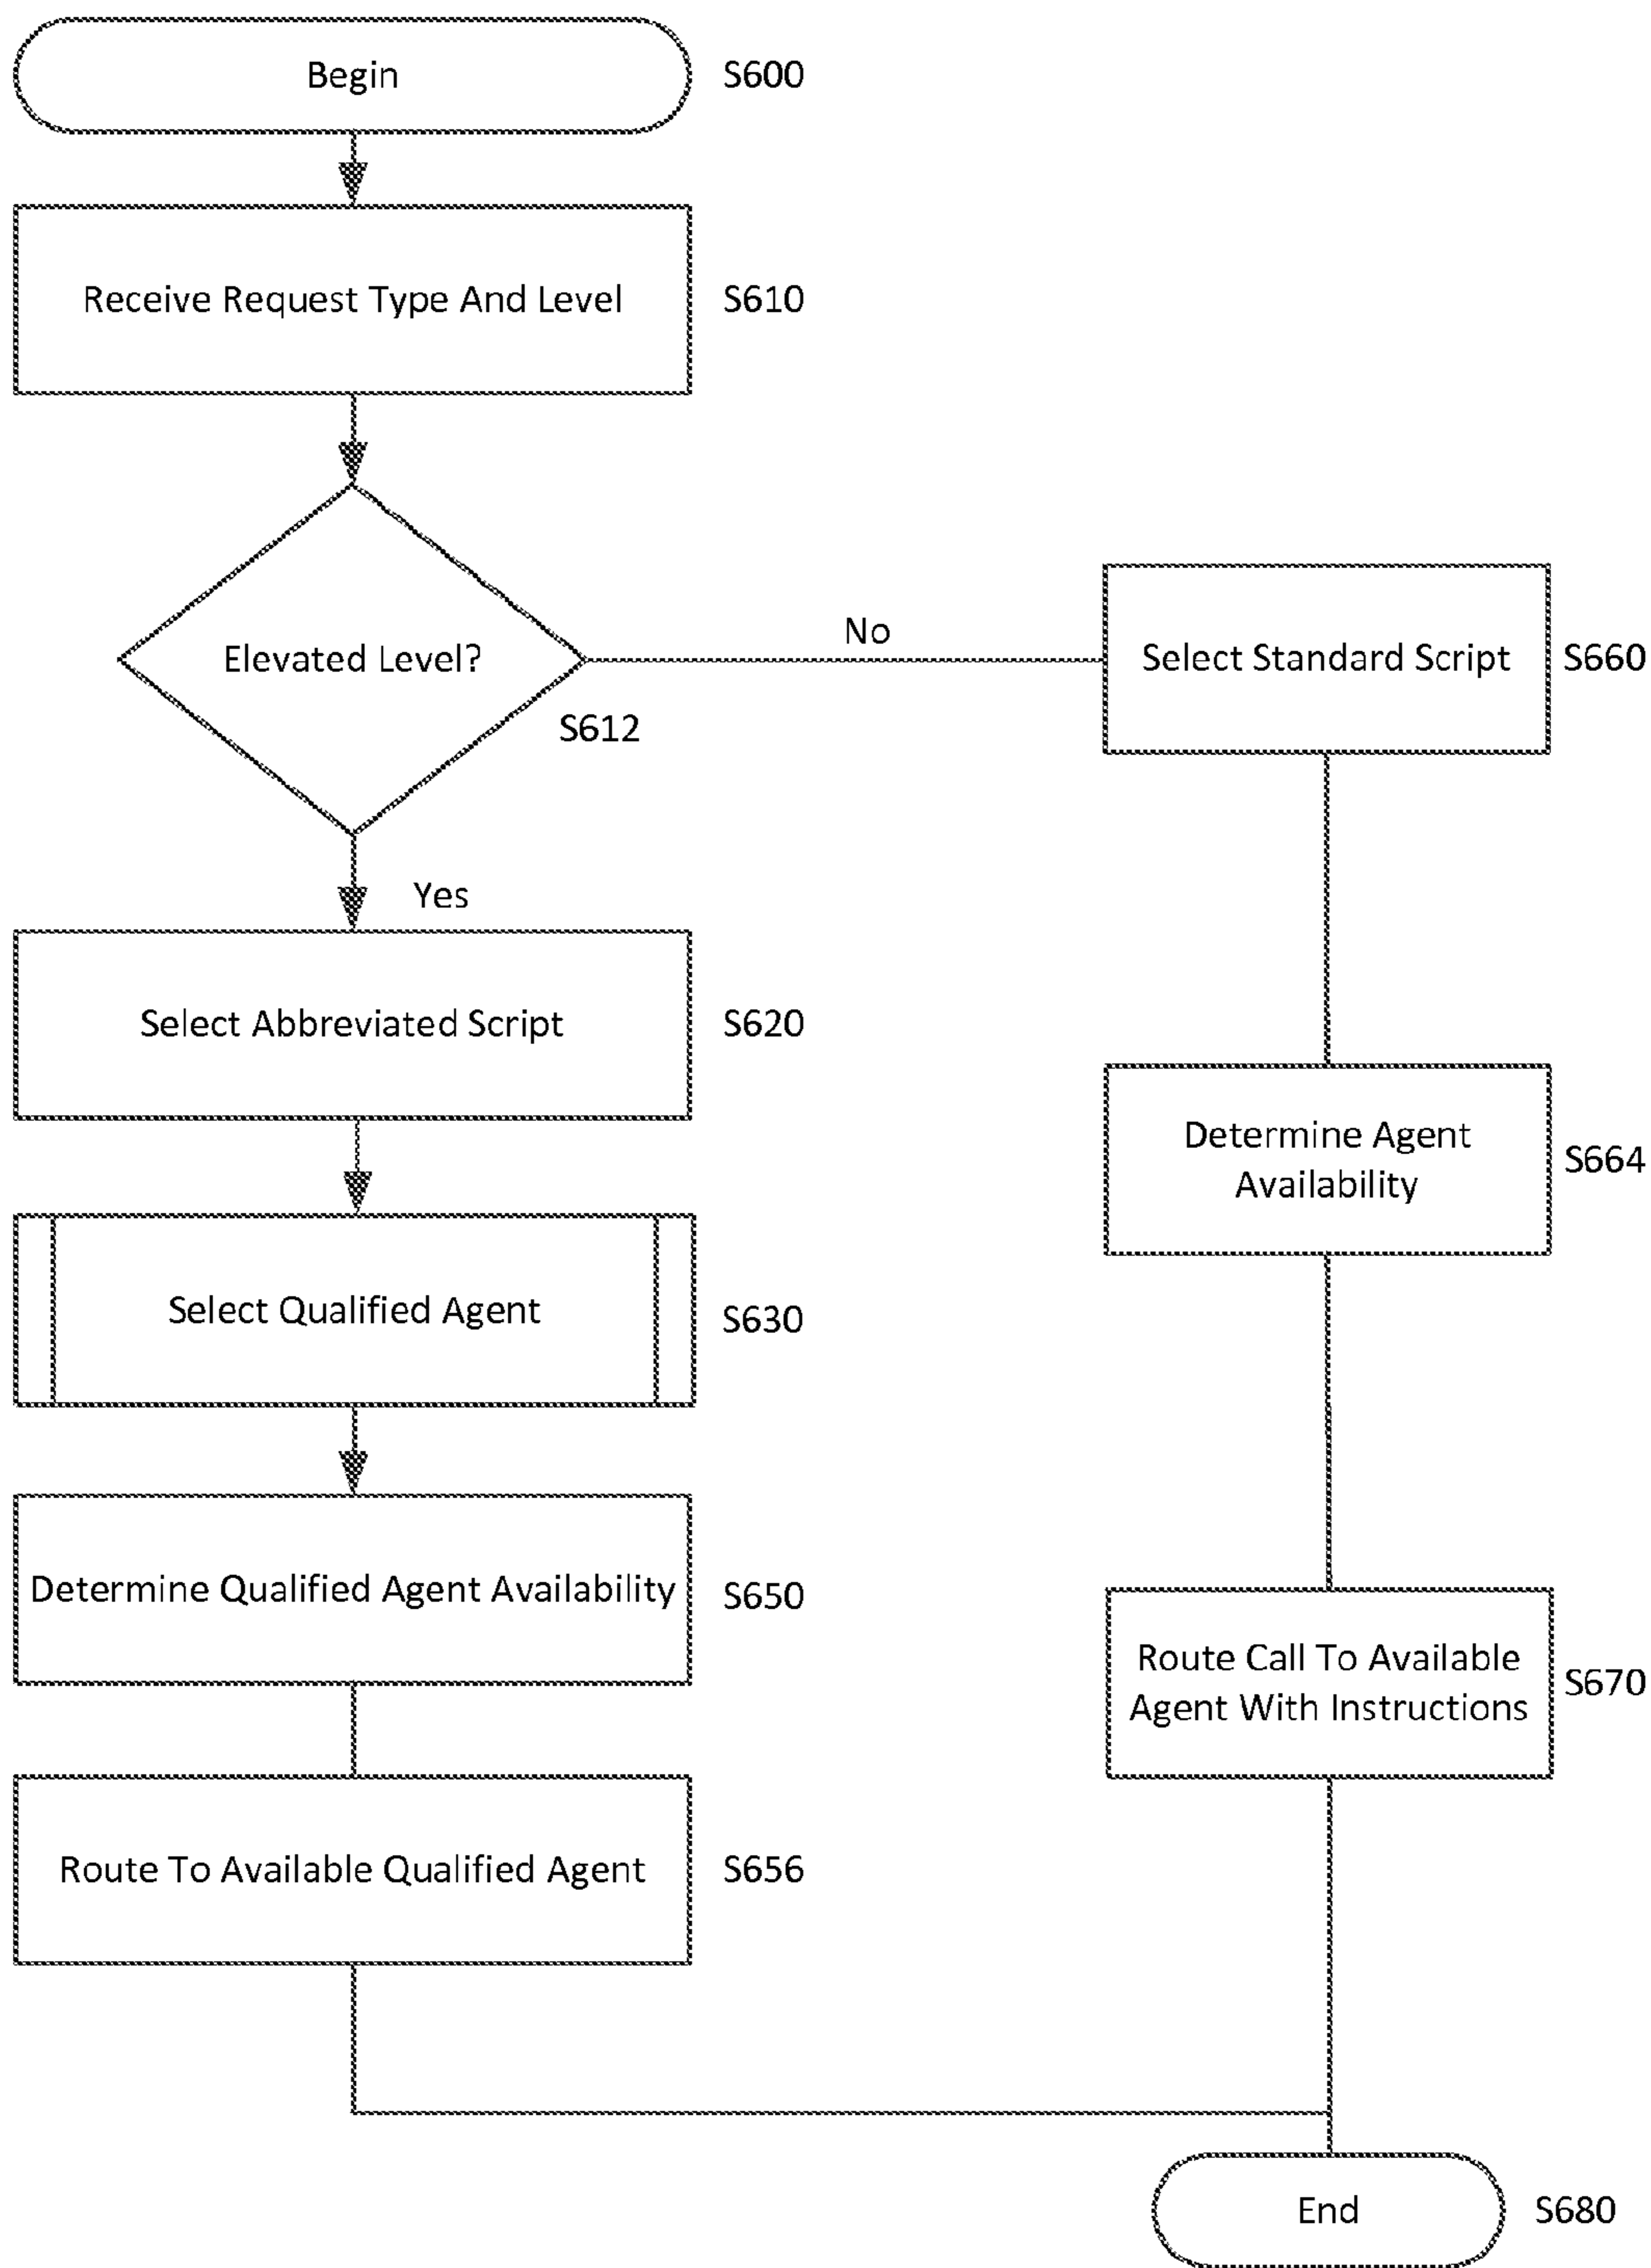 Begin
S600
Receive Request Type And Level
S610
Elevated Level?
S612
No
Select Standard Script
S660
Yes
Select Abbreviated Script
S620
Determine Agent
Availability
S664
Select Qualified Agent
S630
Determine Qualified Agent Availability
S650
Route Call To Available
Agent With Instructions
S670
Route To Available Qualified Agent
S656
End
S680